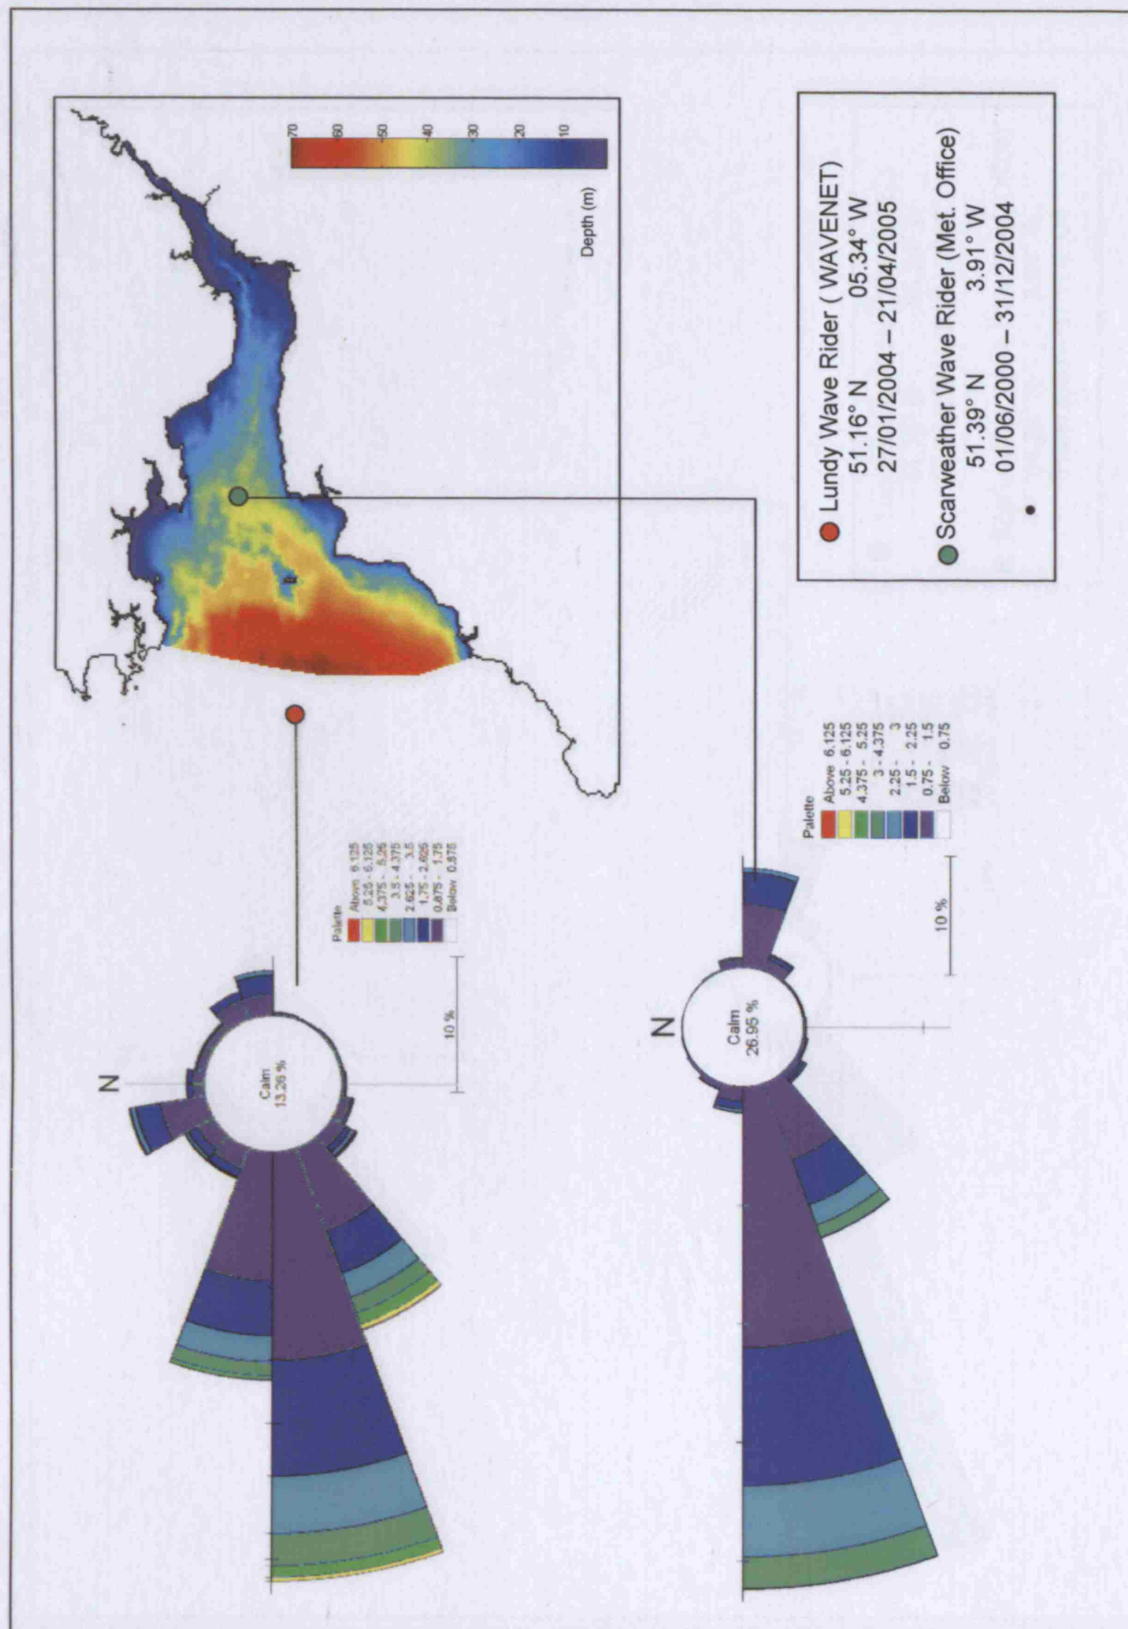 70
60
50
40
30
20
10
Depth (m)
Lundy Wave Rider ( WAVENET)
51.16° N 05.34° W
27/01/2004 – 21/04/2005
Scarweather Wave Rider (Met. Office)
51.39° N 3.91° W
01/06/2000 – 31/12/2004
N
Calm
13.26 %
10 %
Palette
Above 6.125
5.25 - 6.125
4.375 - 5.25
3.5 - 4.375
2.625 - 3.5
1.75 - 2.625
0.875 - 1.75
Below 0.875
N
Calm
26.95 %
10 %
Palette
Above 6.125
5.25 - 6.125
4.375 - 5.25
3 - 4.375
2.25 - 3
1.5 - 2.25
0.75 - 1.5
Below 0.75